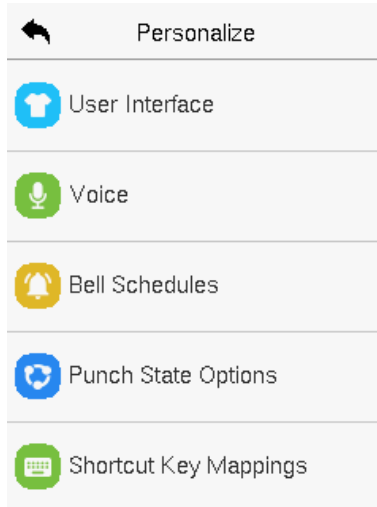 Personalize
User Interface
Voice
Bell Schedules
Punch State Options
Shortcut Key Mappings